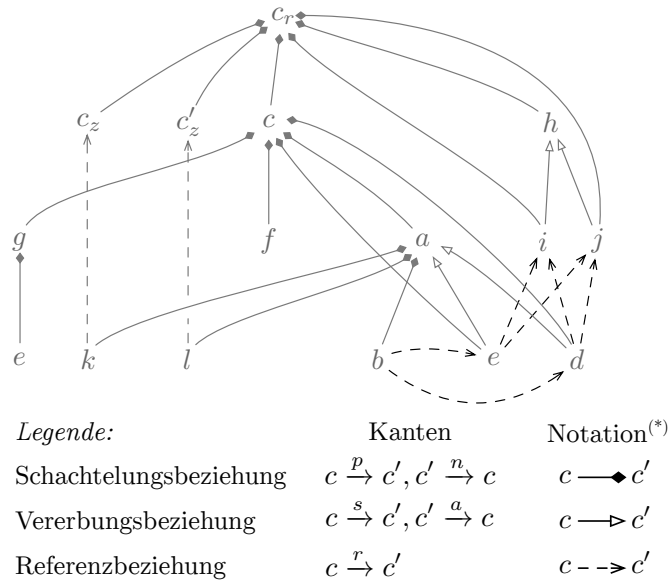 c_r
c_z c'_z c h
g f a i j
e k l b e d
Legende: Kanten Notation^(*)
Schachtelungsbeziehung c →^p c′, c′ →^n c c —◆ c′
Vererbungsbeziehung c →^s c′, c′ →^a c c —▷ c′
Referenzbeziehung c →^r c′ c --→ c′